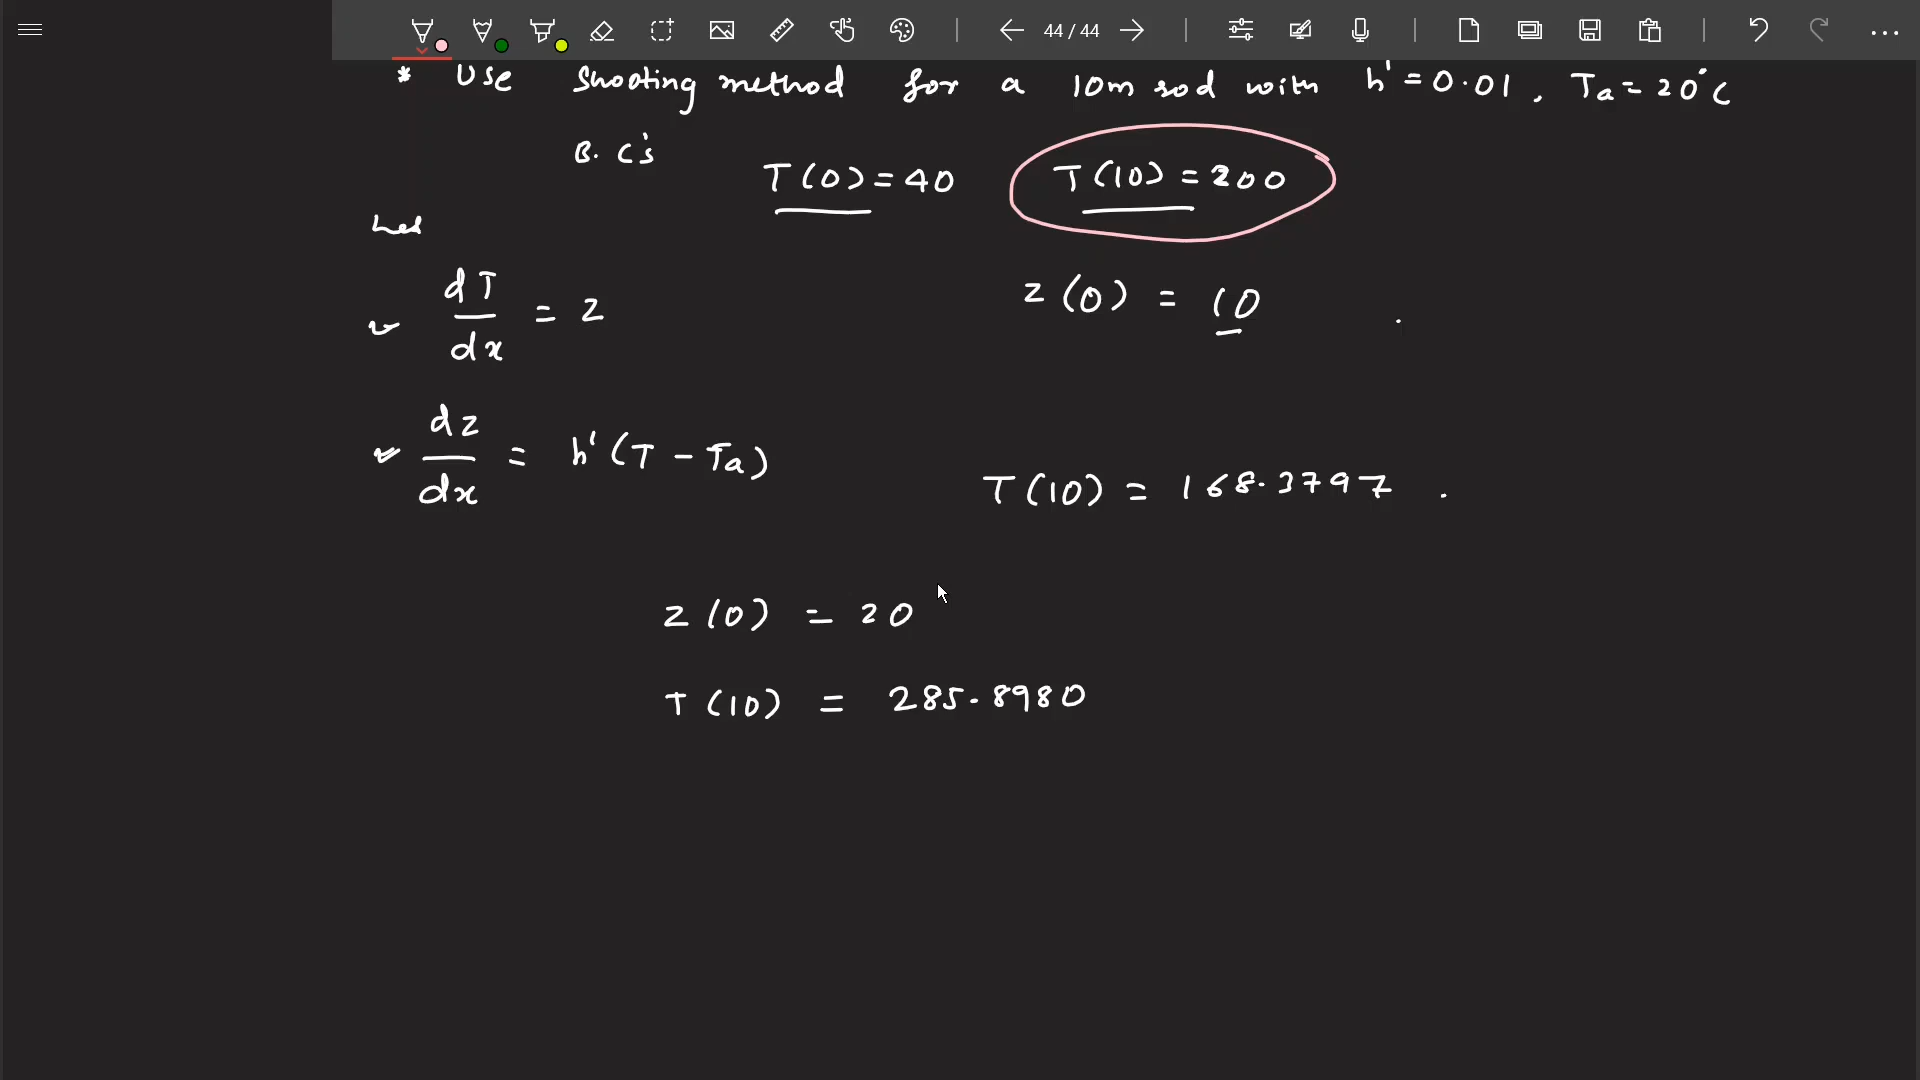 44 / 44
* Use Shooting method for a 10m rod with h' = 0.01, Ta = 20°C
B. C's T(0) = 40 T(10) = 200
Let
dT/dx = z z(0) = 10
dz/dx = h'(T - Ta)
T(10) = 168.3797
z(0) = 20
T(10) = 285.8980